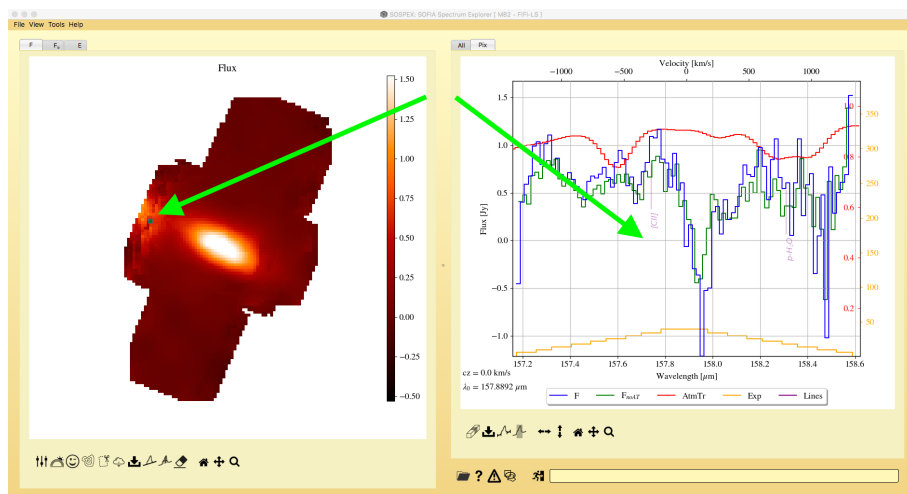 SOSPEK: SOFIA Spectrum Explorer [ M82 - FIFI-LS ]
File View Tools Help
F Fx E
Flux
1.50
1.25
1.00
0.75
0.50
0.25
0.00
−0.25
−0.50
All Pix
Velocity [km/s]
−1000 −500 0 500 1000
1.5
1.0
0.5
0.0
−0.5
−1.0
Flux [Jy]
[CII]
p-H₂O
1.0
0.8
0.6
0.4
0.2
350
300
250
200
150
100
50
157.2 157.4 157.6 157.8 158.0 158.2 158.4 158.6
Wavelength [μm]
cz = 0.0 km/s
λ₀ = 157.8892 μm
F FnoAT AtmTr Exp Lines